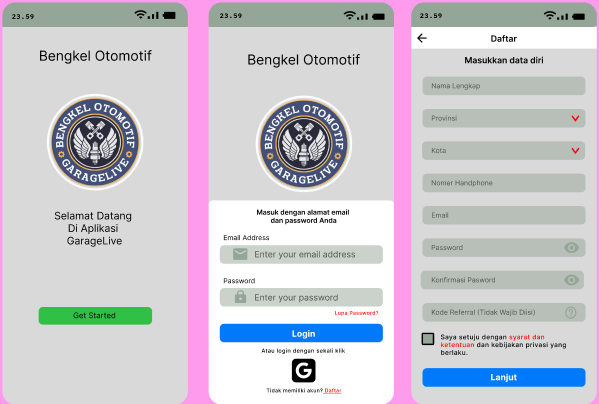 23.59
Bengkel Otomotif
BENGKEL OTOMOTIF
GARAGELIVE
Selamat Datang
Di Aplikasi
GarageLive
Get Started
23.59
Bengkel Otomotif
BENGKEL OTOMOTIF
GARAGELIVE
Masuk dengan alamat email
dan password Anda
Email Address
Enter your email address
Password
Enter your password
Lupa Password?
Login
Atau login dengan sekali klik
G
Tidak memiliki akun? Daftar
23.59
Daftar
Masukkan data diri
Nama Lengkap
Provinsi
Kota
Nomer Handphone
Email
Password
Konfirmasi Pasword
Kode Referral (Tidak Wajib Diisi)
Saya setuju dengan syarat dan
ketentuan dan kebijakan privasi yang
berlaku.
Lanjut